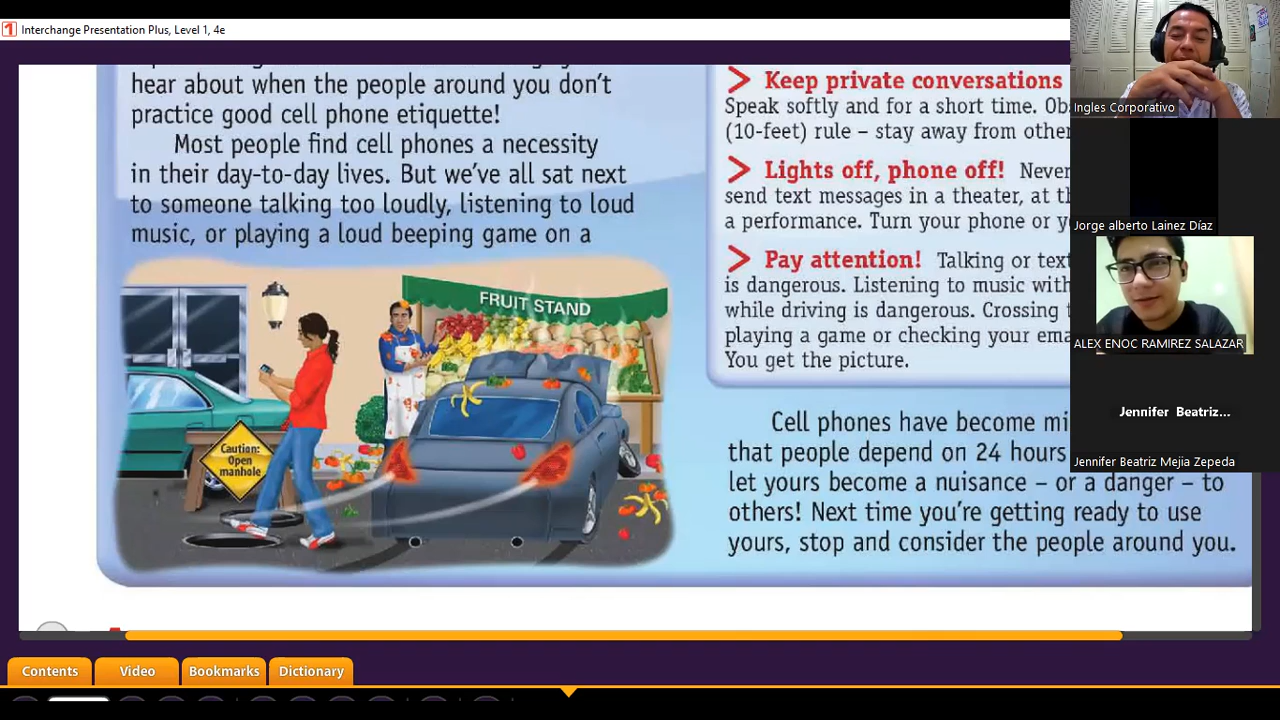 Interchange Presentation Plus, Level 1, 4e
hear about when the people around you don't
practice good cell phone etiquette!
Most people find cell phones a necessity
in their day-to-day lives. But we've all sat next
to someone talking too loudly, listening to loud
music, or playing a loud beeping game on a
FRUIT STAND
Caution:
Open
manhole
Keep private conversations
Speak softly and for a short time.
(10-feet) rule – stay away from other
Lights off, phone off! Never
send text messages in a theater, at
a performance. Turn your phone or
Pay attention! Talking or
is dangerous. Listening to music
while driving is dangerous. Crossing
playing a game or checking your
You get the picture.
Cell phones have become
that people depend on 24 hours
let yours become a nuisance – or a danger – to
others! Next time you're getting ready to use
yours, stop and consider the people around you.
Ingles Corporativo
Jorge alberto Lainez Díaz
ALEX ENOC RAMIREZ SALAZAR
Jennifer Beatriz...
Jennifer Beatriz Mejia Zepeda
Contents
Video
Bookmarks
Dictionary